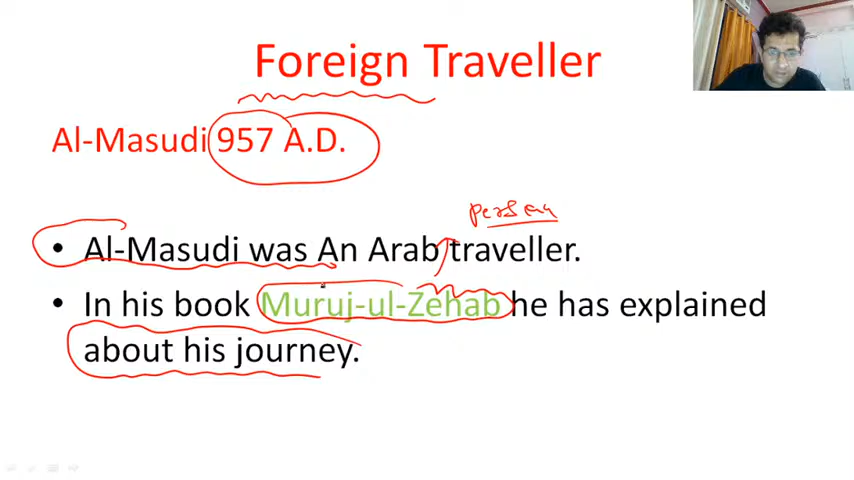 Foreign Traveller
Al-Masudi 957 A.D.
persen
• Al-Masudi was An Arab traveller.
• In his book Muruj-ul-Zehab he has explained
about his journey.